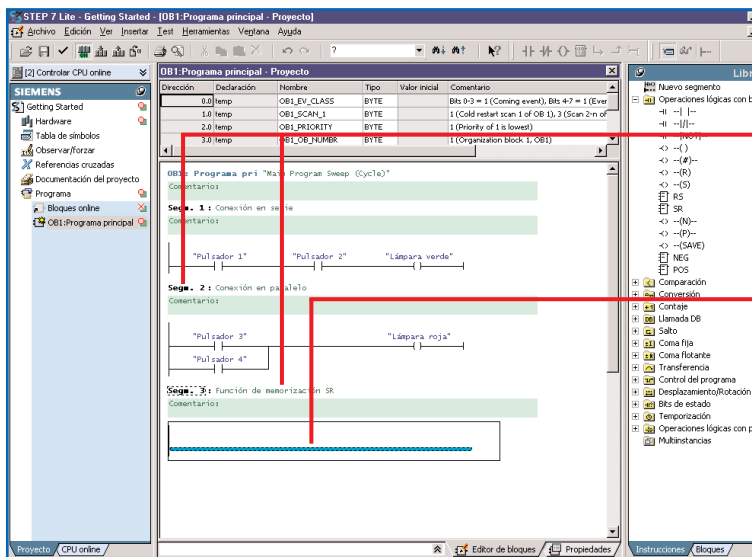 STEP 7 Lite - Getting Started - [OB1:Programa principal - Proyecto]
Archivo Edición Ver Insertar Test Herramientas Ventana Ayuda
?
[2] Controlar CPU online
SIEMENS
Getting Started
Hardware
Tabla de símbolos
Observar/forzar
Referencias cruzadas
Documentación del proyecto
Programa
Bloques online
OB1:Programa principal
Proyecto CPU online
OB1:Programa principal - Proyecto
Dirección Declaración Nombre Tipo Valor inicial Comentario
0.0 temp OB1_EV_CLASS BYTE Bits 0-3 = 1 (Coming event), Bits 4-7 = 1 (Ever
1.0 temp OB1_SCAN_1 BYTE 1 (Cold restart scan 1 of OB 1), 3 (Scan 2-n of
2.0 temp OB1_PRIORITY BYTE 1 (Priority of 1 is lowest)
3.0 temp OB1_OB_NUMBR BYTE 1 (Organization block 1, OB1)
OB1: Programa pri "Main Program Sweep (Cycle)"
Comentario:
Segm. 1 : Conexión en serie
Comentario:
"Pulsador 1" "Pulsador 2" "Lámpara verde"
Segm. 2 : Conexión en paralelo
Comentario:
"Pulsador 3" "Lámpara roja"
"Pulsador 4"
Segm. 3 : Función de memorización SR
Comentario:
Editor de bloques Propiedades
Libr
Nuevo segmento
Operaciones lógicas con b
--| |--
--|/|--
--|NOT|--
--( )
--(#)--
--(R)
--(S)
RS
SR
--(N)--
--(P)--
--(SAVE)
NEG
POS
Comparación
Conversión
Contaje
DB Llamada DB
Salto
Coma fija
Coma flotante
Transferencia
Control del programa
Desplazamiento/Rotación
Bits de estado
Temporización
Operaciones lógicas con p
Multiinstancias
Instrucciones Bloques